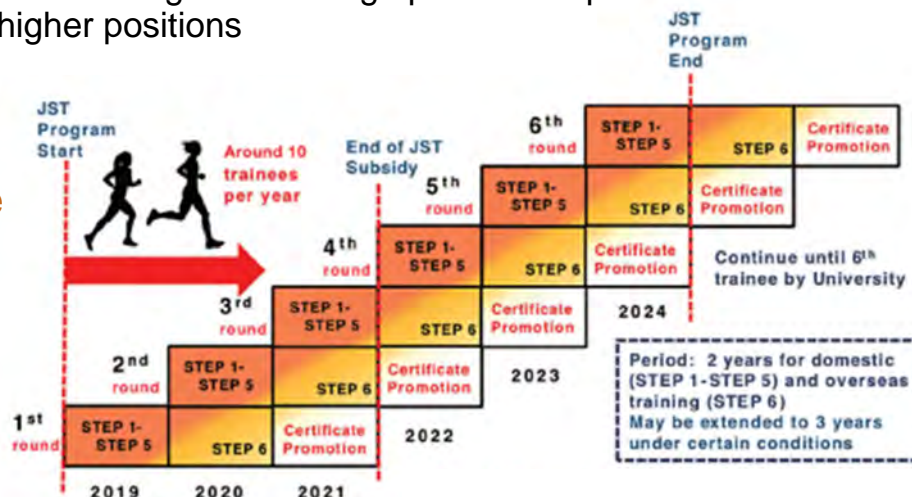 higher positions
JST
Program
Start
Around 10
trainees
per year
End of JST
Subsidy
JST
Program
End
6th
round
STEP 1-
STEP 5
STEP 6
Certificate
Promotion
5th
round
STEP 1-
STEP 5
STEP 6
Certificate
Promotion
4th
round
STEP 1-
STEP 5
STEP 6
Certificate
Promotion
Continue until 6th
trainee by University
3rd
round
STEP 1-
STEP 5
STEP 6
Certificate
Promotion
2024
2nd
round
STEP 1-
STEP 5
STEP 6
Certificate
Promotion
2023
1st
round
STEP 1-
STEP 5
STEP 6
Certificate
Promotion
2022
2019
2020
2021
Period: 2 years for domestic
(STEP 1-STEP 5) and overseas
training (STEP 6)
May be extended to 3 years
under certain conditions